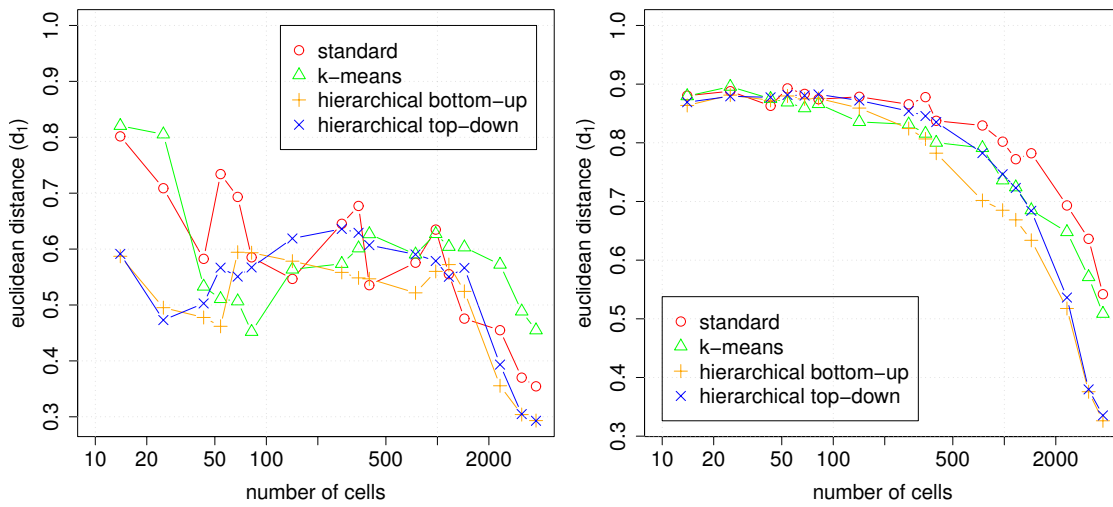 1.0
0.9
0.8
0.7
0.6
0.5
0.4
0.3
euclidean distance (d1)
standard
k−means
hierarchical bottom−up
hierarchical top−down
10 20 50 100 500 2000
number of cells
1.0
0.9
0.8
0.7
0.6
0.5
0.4
0.3
euclidean distance (d1)
standard
k−means
hierarchical bottom−up
hierarchical top−down
10 20 50 100 500 2000
number of cells